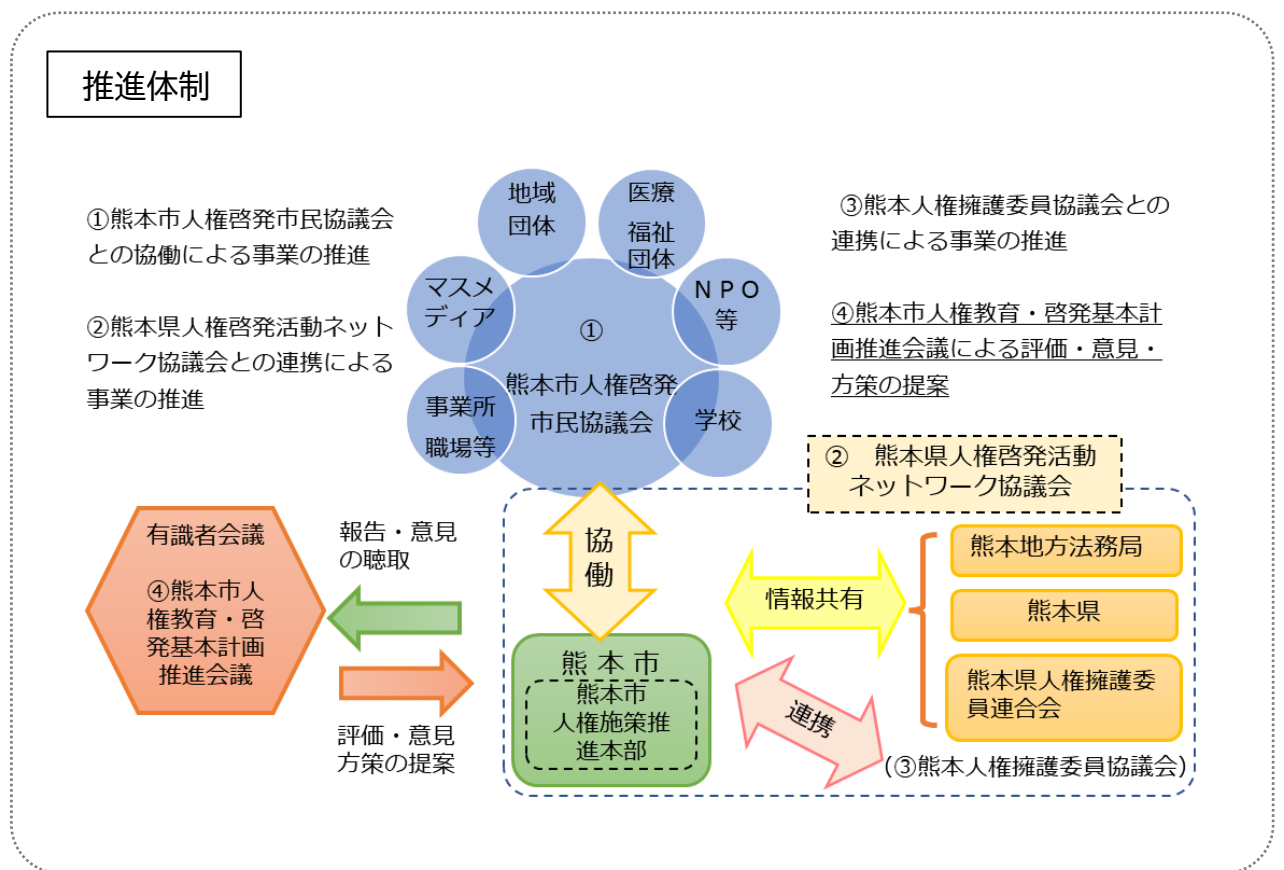 推進体制
①熊本市人権啓発市民協議会
との協働による事業の推進
②熊本県人権啓発活動ネット
ワーク協議会との連携による
事業の推進
③熊本人権擁護委員協議会との
連携による事業の推進
④熊本市人権教育・啓発基本計
画推進会議による評価・意見・
方策の提案
地域
団体
医療
福祉
団体
マスメ
ディア
ＮＰＯ
等
事業所
職場等
学校
①
熊本市人権啓発
市民協議会
② 熊本県人権啓発活動
ネットワーク協議会
有識者会議
④熊本市人
権教育・啓
発基本計画
推進会議
報告・意見
の聴取
評価・意見
方策の提案
協
働
熊 本 市
熊本市
人権施策推
進本部
情報共有
連携
熊本地方法務局
熊本県
熊本県人権擁護委
員連合会
(③熊本人権擁護委員協議会)